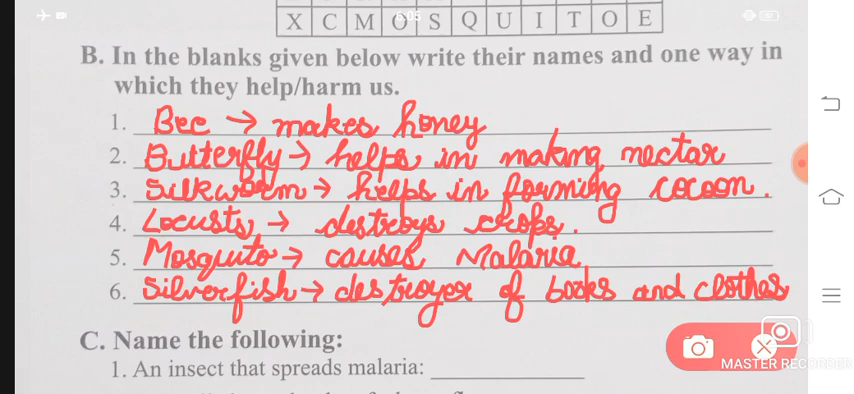 X C M O S Q U I T O E
B. In the blanks given below write their names and one way in
which they help/harm us.
1. Bee → makes honey
2. Butterfly → helps in making nectar
3. Silkworm → helps in forming cocoon.
4. Locusts, → destroys crops.
5. Mosquito → causes Malaria
6. Silverfish → destroyer of books and clothes
C. Name the following:
1. An insect that spreads malaria:
MASTER RECORDER